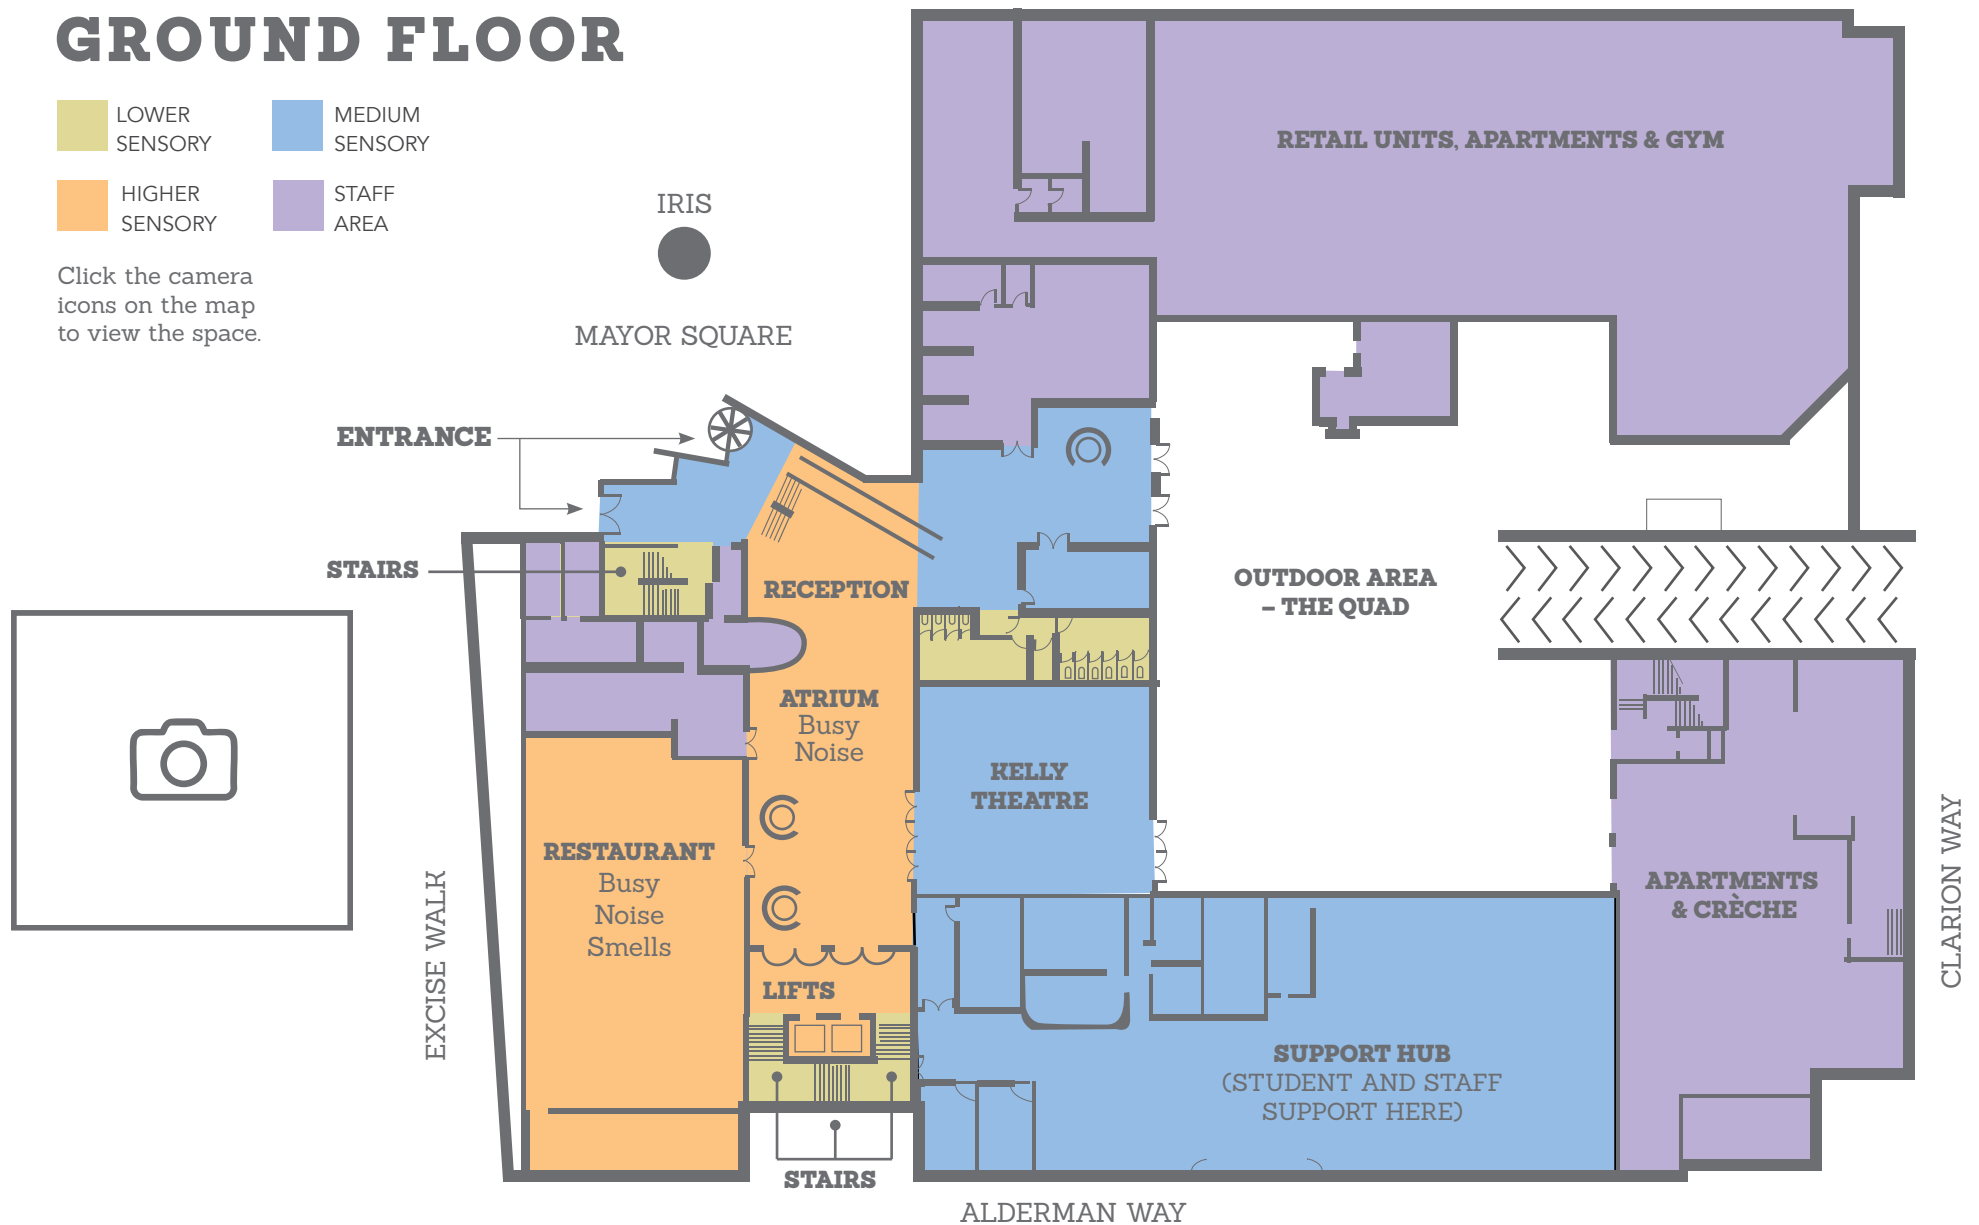 GROUND FLOOR
LOWER
SENSORY
MEDIUM
SENSORY
HIGHER
SENSORY
STAFF
AREA
Click the camera
icons on the map
to view the space.
IRIS
MAYOR SQUARE
RETAIL UNITS, APARTMENTS & GYM
ENTRANCE
STAIRS
RECEPTION
OUTDOOR AREA
– THE QUAD
ATRIUM
Busy
Noise
KELLY
THEATRE
RESTAURANT
Busy
Noise
Smells
APARTMENTS
& CRÈCHE
EXCISE WALK
CLARION WAY
LIFTS
SUPPORT HUB
(STUDENT AND STAFF
SUPPORT HERE)
STAIRS
ALDERMAN WAY